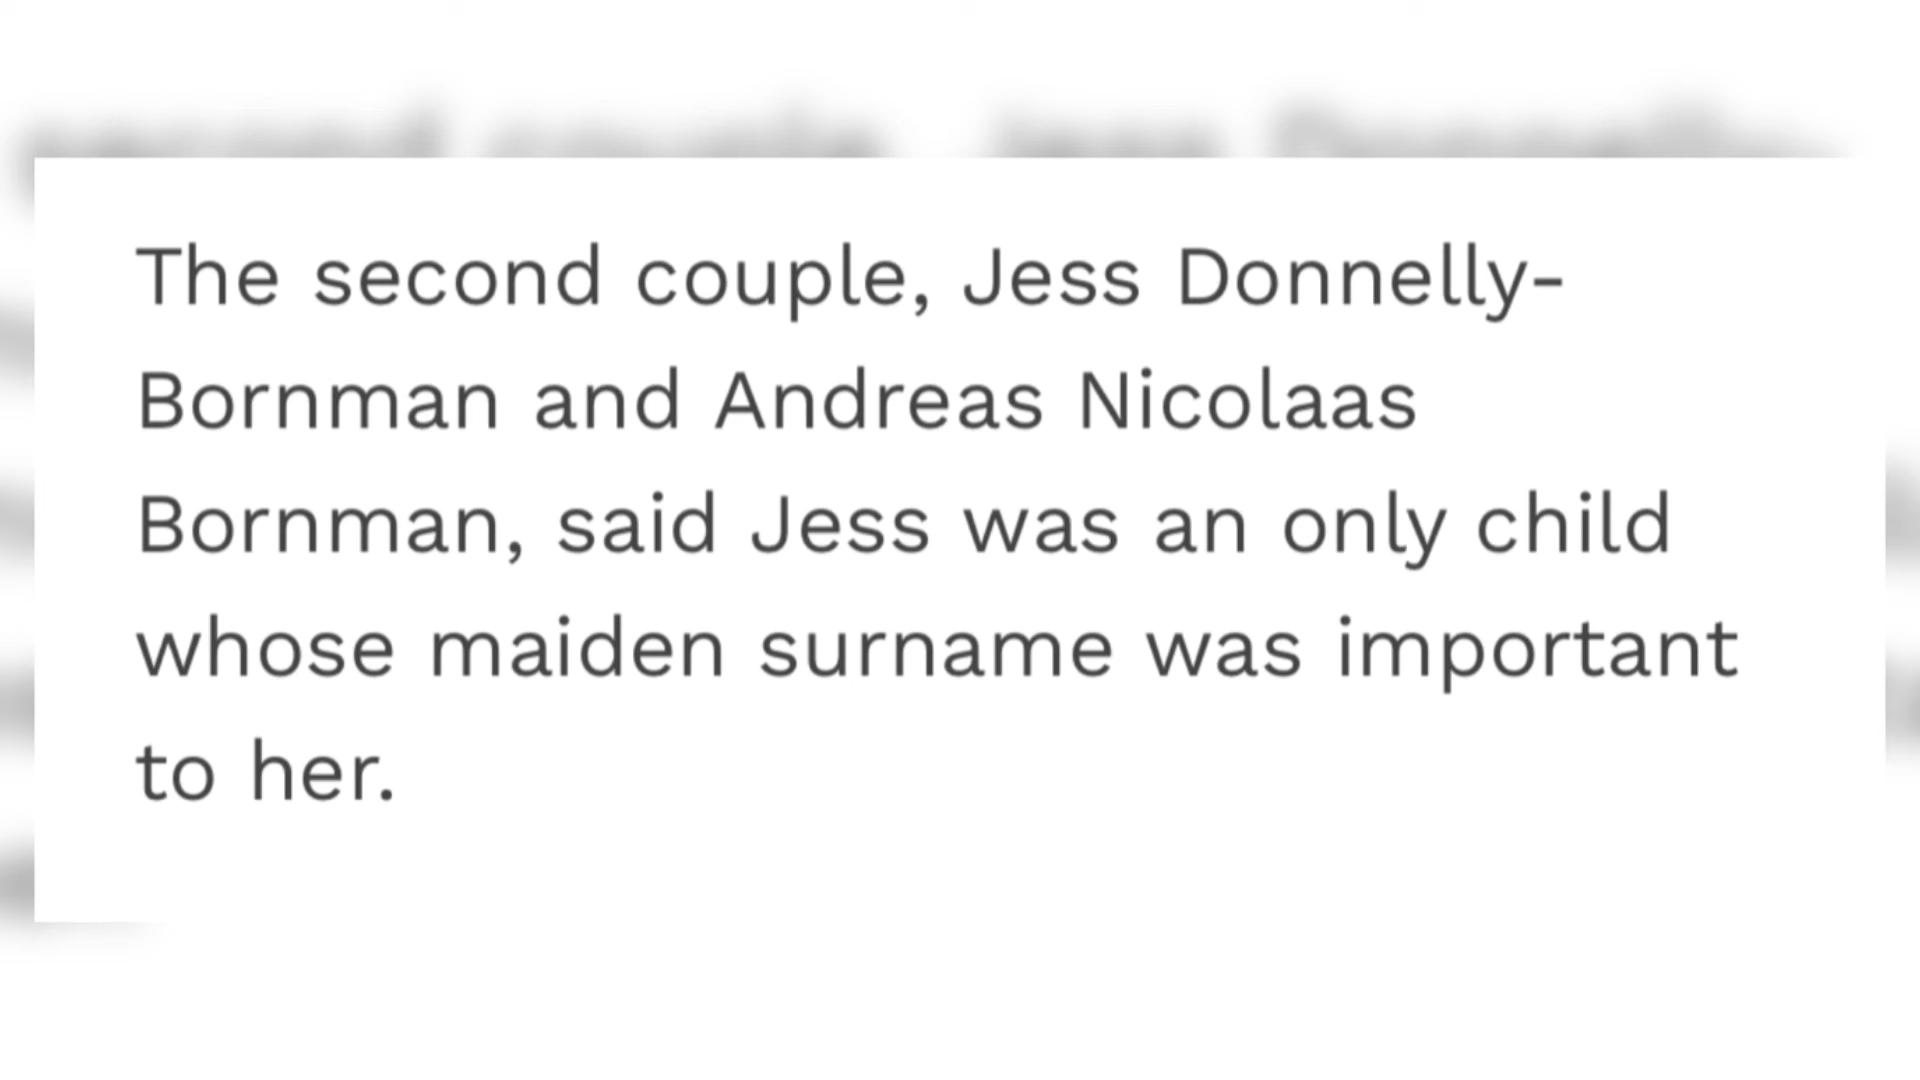 The second couple, Jess Donnelly-
Bornman and Andreas Nicolaas
Bornman, said Jess was an only child
whose maiden surname was important
to her.